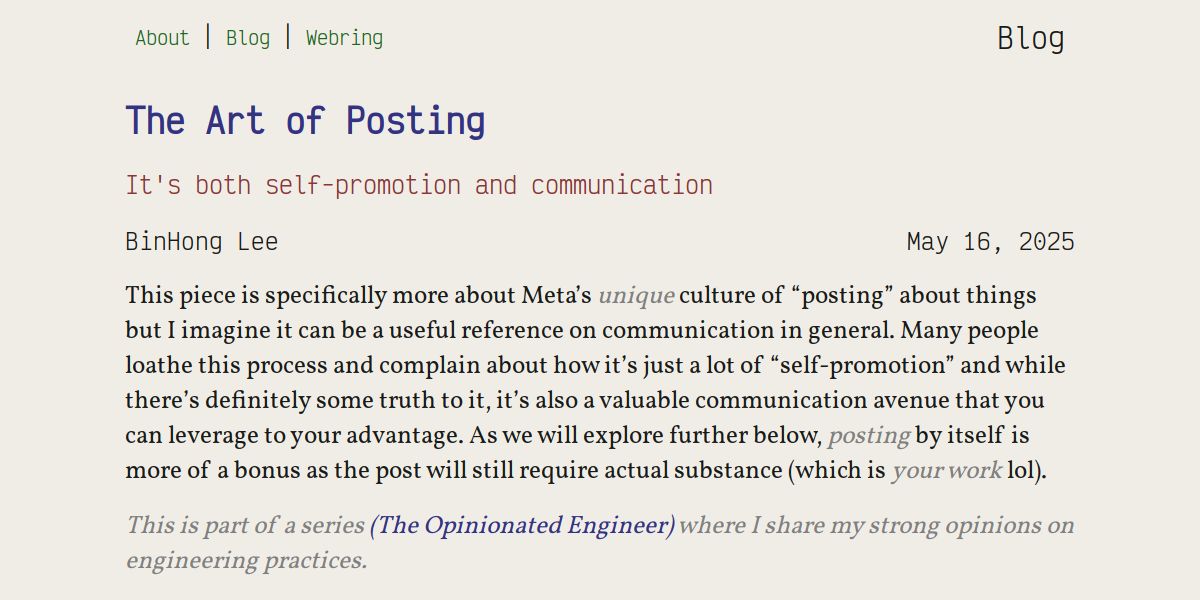 About | Blog | Webring Blog
The Art of Posting
It's both self-promotion and communication
BinHong Lee May 16, 2025
This piece is specifically more about Meta’s unique culture of “posting” about things
but I imagine it can be a useful reference on communication in general. Many people
loathe this process and complain about how it’s just a lot of “self-promotion” and while
there’s definitely some truth to it, it’s also a valuable communication avenue that you
can leverage to your advantage. As we will explore further below, posting by itself is
more of a bonus as the post will still require actual substance (which is your work lol).
This is part of a series (The Opinionated Engineer) where I share my strong opinions on
engineering practices.